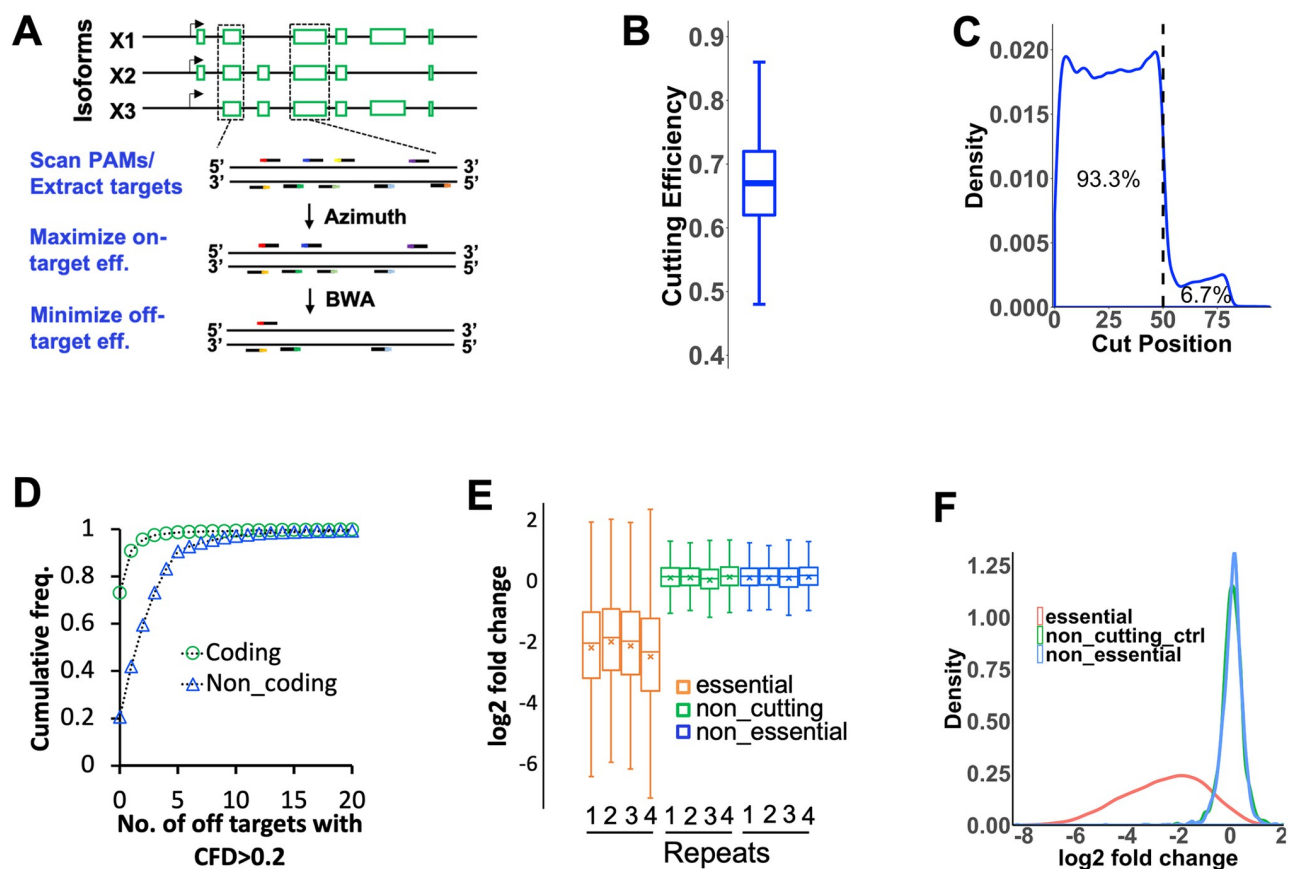 A
Isoforms
X1
X2
X3
Scan PAMs/
Extract targets
5' 3'
3' 5'
Azimuth
Maximize on-
target eff.
5' 3'
3' 5'
BWA
Minimize off-
target eff.
5' 3'
3' 5'
B
Cutting Efficiency
0.9
0.8
0.7
0.6
0.5
0.4
C
Density
0.020
0.015
0.010
0.005
0.000
93.3%
6.7%
0 25 50 75
Cut Position
D
Cumulative freq.
1
0.8
0.6
0.4
0.2
0
Coding
Non_coding
0 5 10 15 20
No. of off targets with
CFD>0.2
E
log2 fold change
2
0
-2
-4
-6
essential
non_cutting
non_essential
1 2 3 4 1 2 3 4 1 2 3 4
Repeats
F
Density
1.25
1.00
0.75
0.50
0.25
0.00
essential
non_cutting_ctrl
non_essential
-8 -6 -4 -2 0 2
log2 fold change